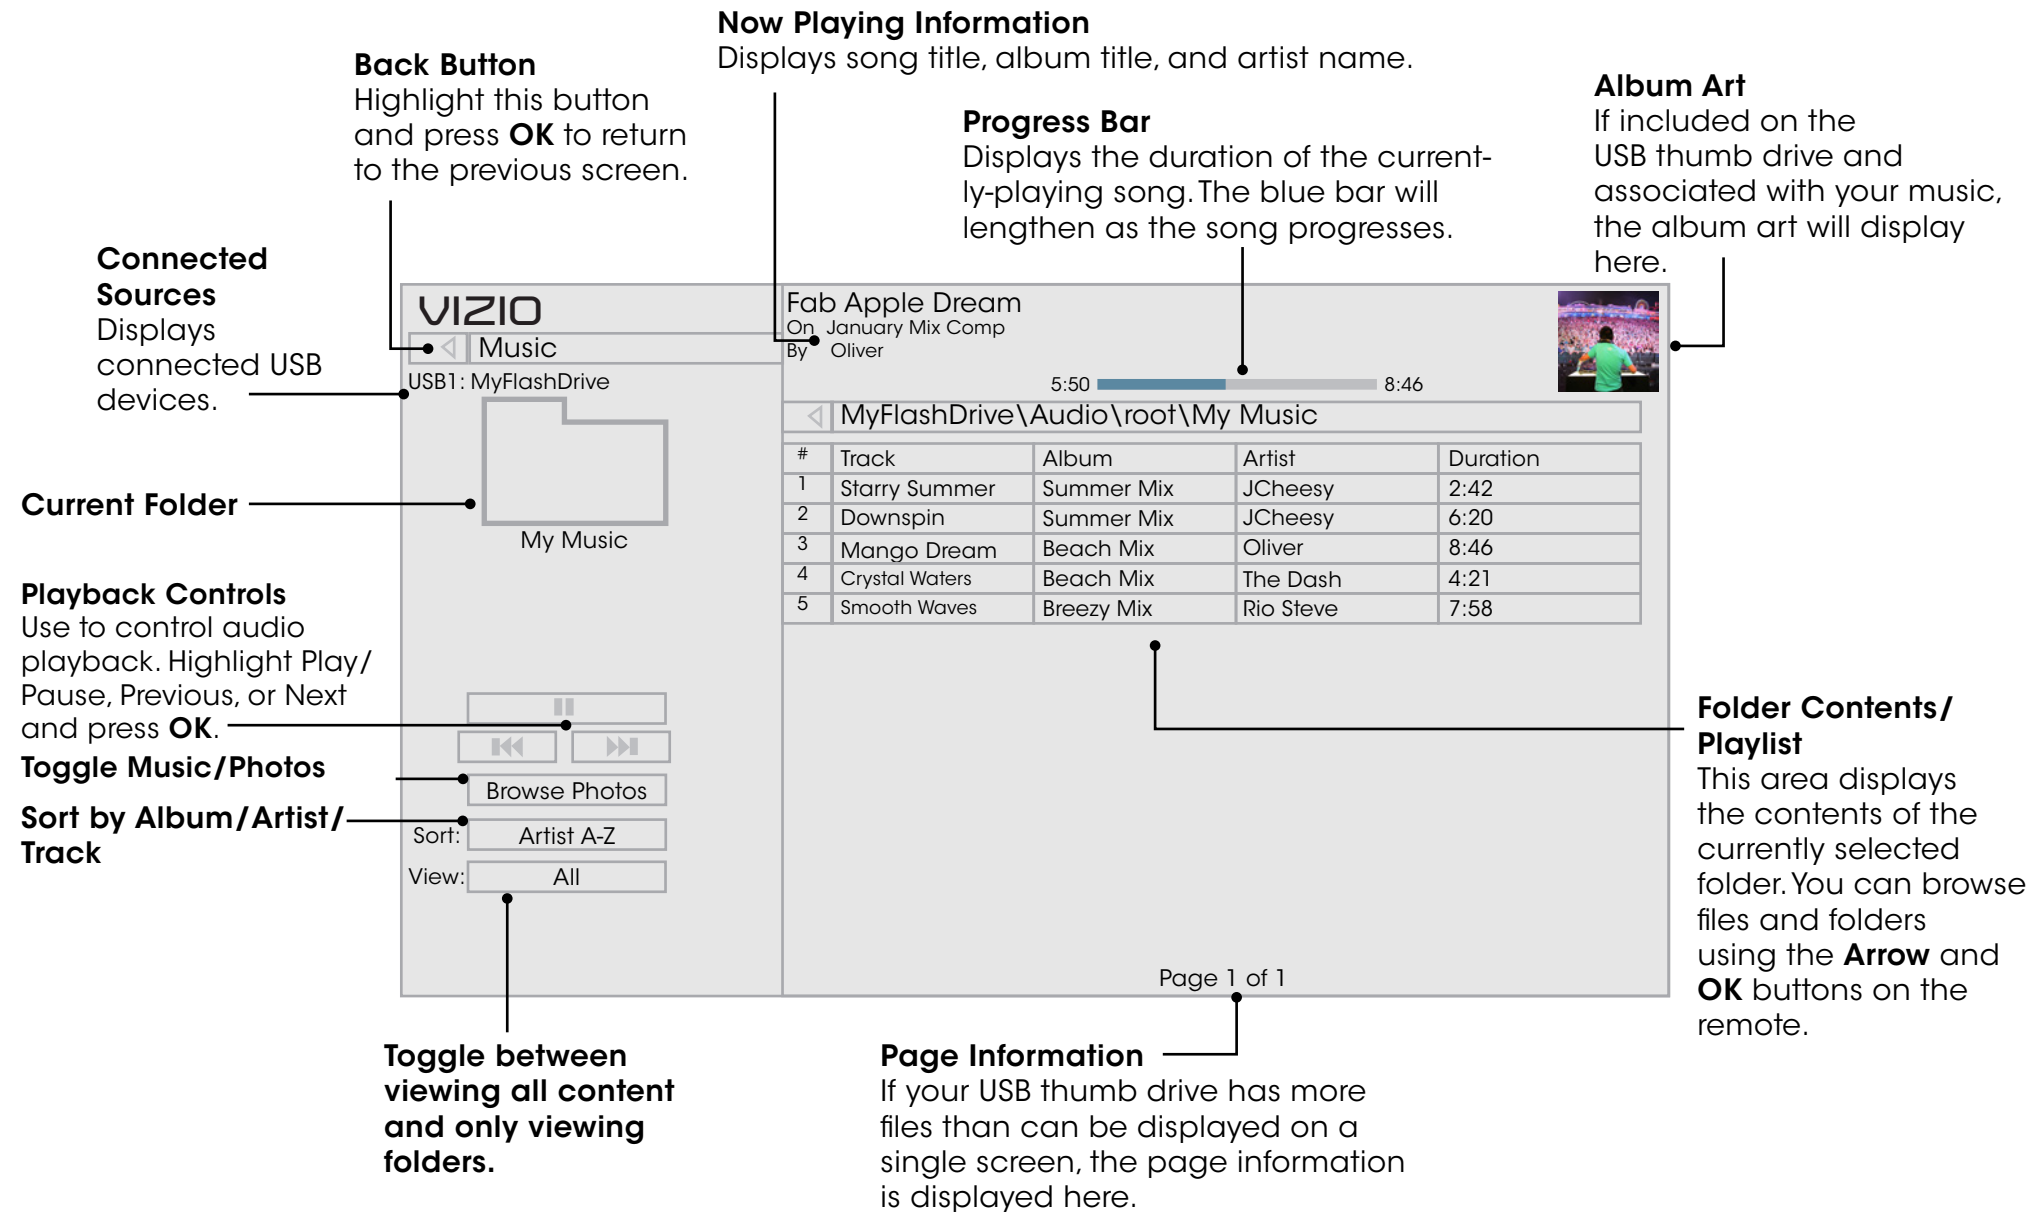 Now Playing Information
Displays song title, album title, and artist name.
Back Button
Highlight this button
and press OK to return
to the previous screen.
Progress Bar
Displays the duration of the current-
ly-playing song. The blue bar will
lengthen as the song progresses.
Album Art
If included on the
USB thumb drive and
associated with your music,
the album art will display
here.
Connected
Sources
Displays
connected USB
devices.
VIZIO
Music
USB1: MyFlashDrive
My Music
Fab Apple Dream
On January Mix Comp
By Oliver
5:50 8:46
MyFlashDrive\Audio\root\My Music
# Track Album Artist Duration
1 Starry Summer Summer Mix JCheesy 2:42
2 Downspin Summer Mix JCheesy 6:20
3 Mango Dream Beach Mix Oliver 8:46
4 Crystal Waters Beach Mix The Dash 4:21
5 Smooth Waves Breezy Mix Rio Steve 7:58
Current Folder
Playback Controls
Use to control audio
playback. Highlight Play/
Pause, Previous, or Next
and press OK.
Toggle Music/Photos
Sort by Album/Artist/
Track
Browse Photos
Sort: Artist A-Z
View: All
Page 1 of 1
Folder Contents/
Playlist
This area displays
the contents of the
currently selected
folder. You can browse
files and folders
using the Arrow and
OK buttons on the
remote.
Toggle between
viewing all content
and only viewing
folders.
Page Information
If your USB thumb drive has more
files than can be displayed on a
single screen, the page information
is displayed here.